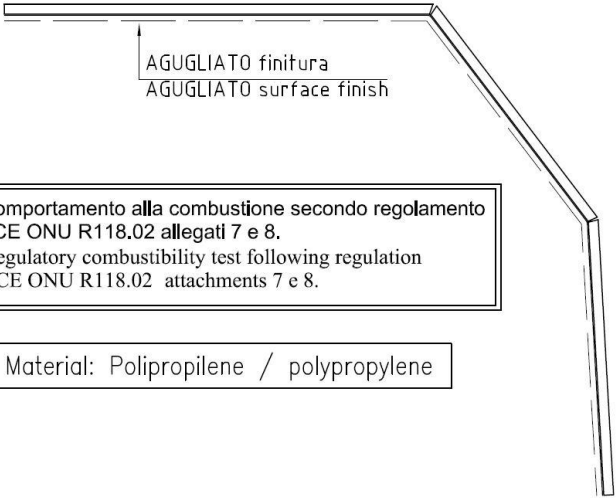 AGUGLIATO finitura
AGUGLIATO surface finish
omportamento alla combustione secondo regolamento
CE ONU R118.02 allegati 7 e 8.
egulatory combustibility test following regulation
CE ONU R118.02 attachments 7 e 8.
Material: Polipropilene / polypropylene